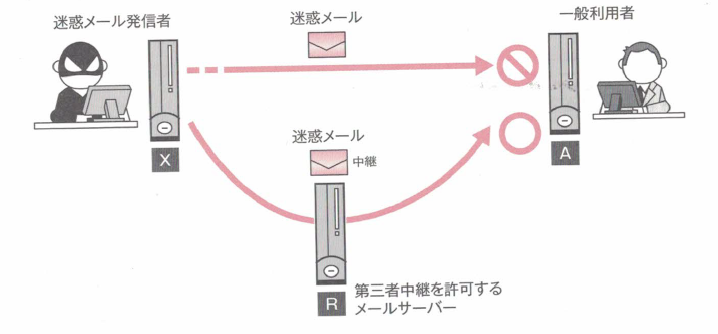 迷惑メール発信者
迷惑メール
一般利用者
X
A
迷惑メール
中継
R
第三者中継を許可する
メールサーバー